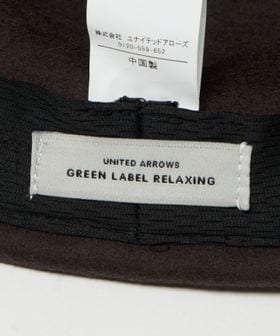 株式会社 ユナイテッドアローズ
0120-559-652
中国製
UNITED ARROWS
GREEN LABEL RELAXING